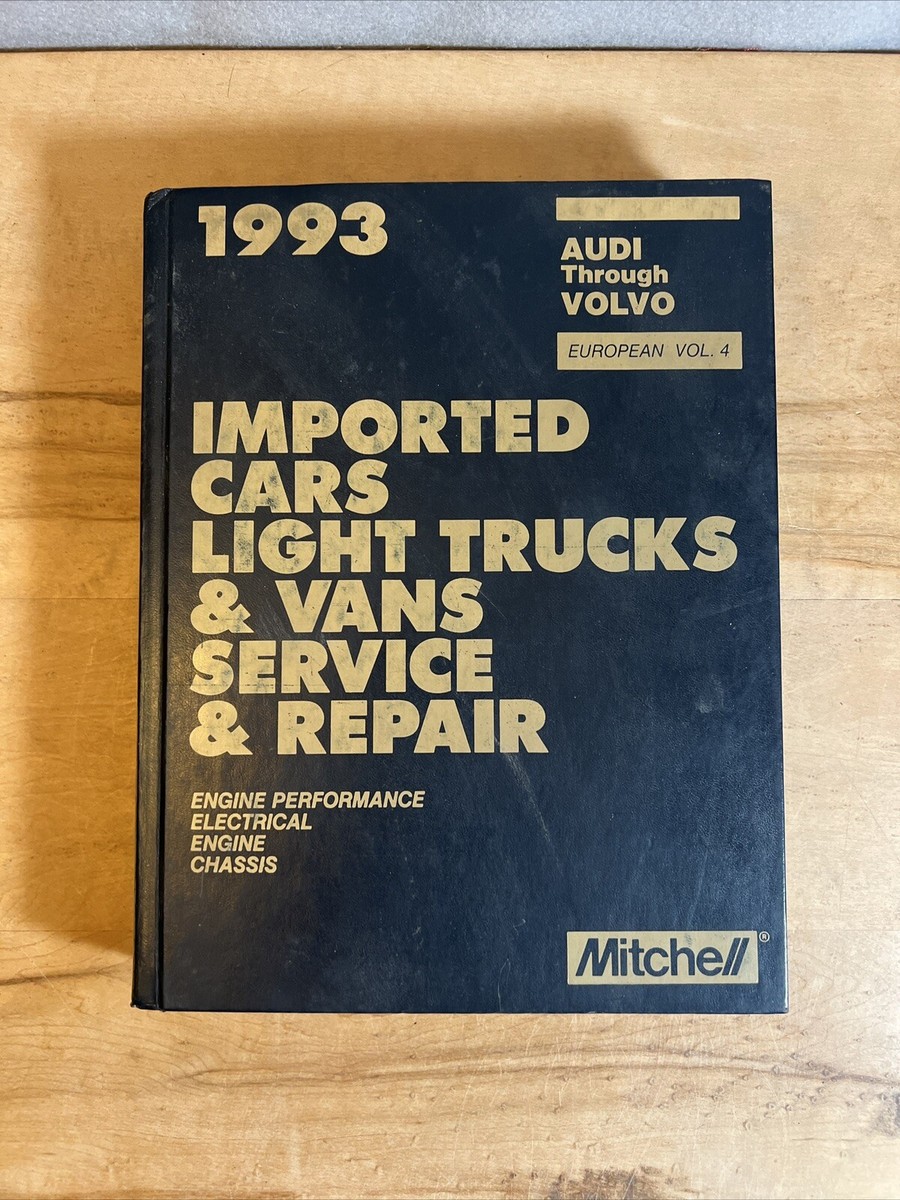 1993
AUDI
Through
VOLVO
EUROPEAN VOL. 4
IMPORTED
CARS
LIGHT TRUCKS
& VANS
SERVICE
& REPAIR
ENGINE PERFORMANCE
ELECTRICAL
ENGINE
CHASSIS
Mitchell®